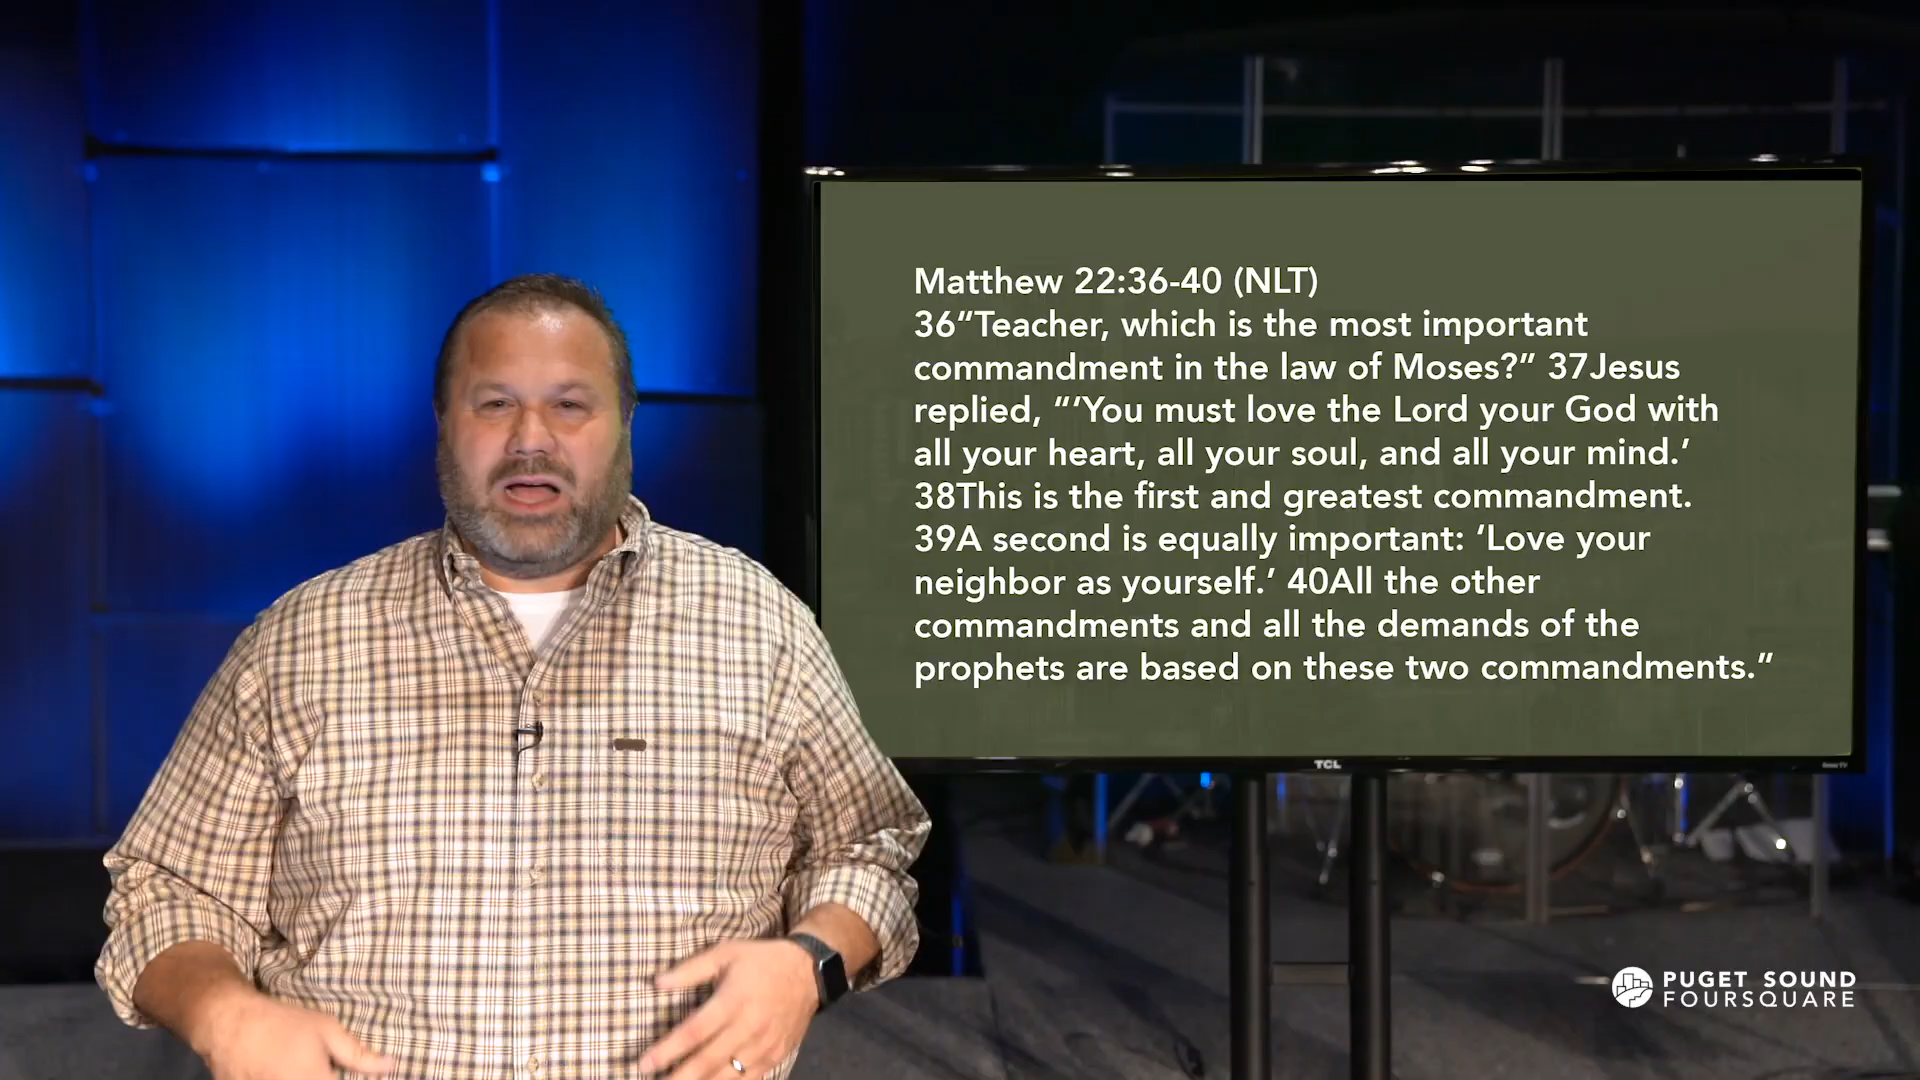 Matthew 22:36-40 (NLT)
36“Teacher, which is the most important
commandment in the law of Moses?” 37Jesus
replied, “‘You must love the Lord your God with
all your heart, all your soul, and all your mind.’
38This is the first and greatest commandment.
39A second is equally important: ‘Love your
neighbor as yourself.’ 40All the other
commandments and all the demands of the
prophets are based on these two commandments.”
TCL
PUGET SOUND
FOURSQUARE